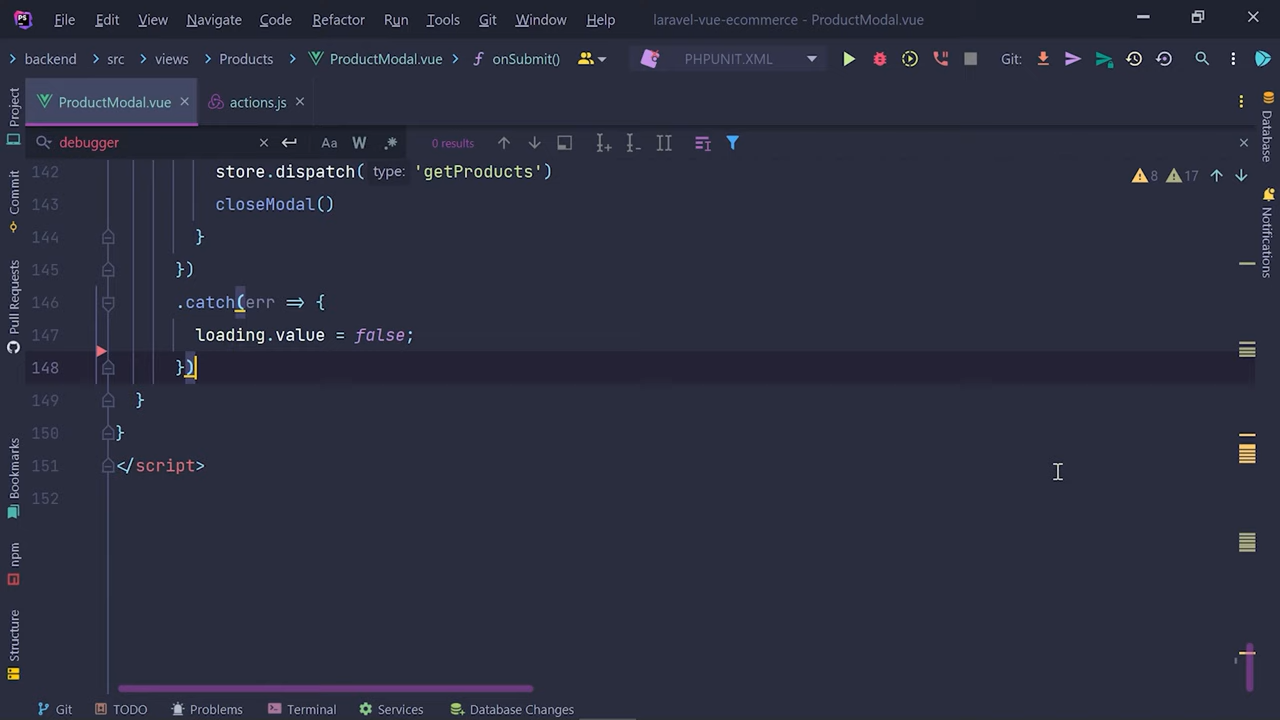 File Edit View Navigate Code Refactor Run Tools Git Window Help laravel-vue-ecommerce - ProductModal.vue
backend src views Products ProductModal.vue onSubmit() PHPUNIT.XML Git:
ProductModal.vue actions.js
debugger Aa W .* 0 results
142 store.dispatch( type: 'getProducts')
8 17
143 closeModal()
144 }
145 })
146 .catch(err => {
147 loading.value = false;
148 })
149 }
150 }
151 </script>
152
Project
Commit
Pull Requests
Bookmarks
npm
Structure
Database
Notifications
Git TODO Problems Terminal Services Database Changes